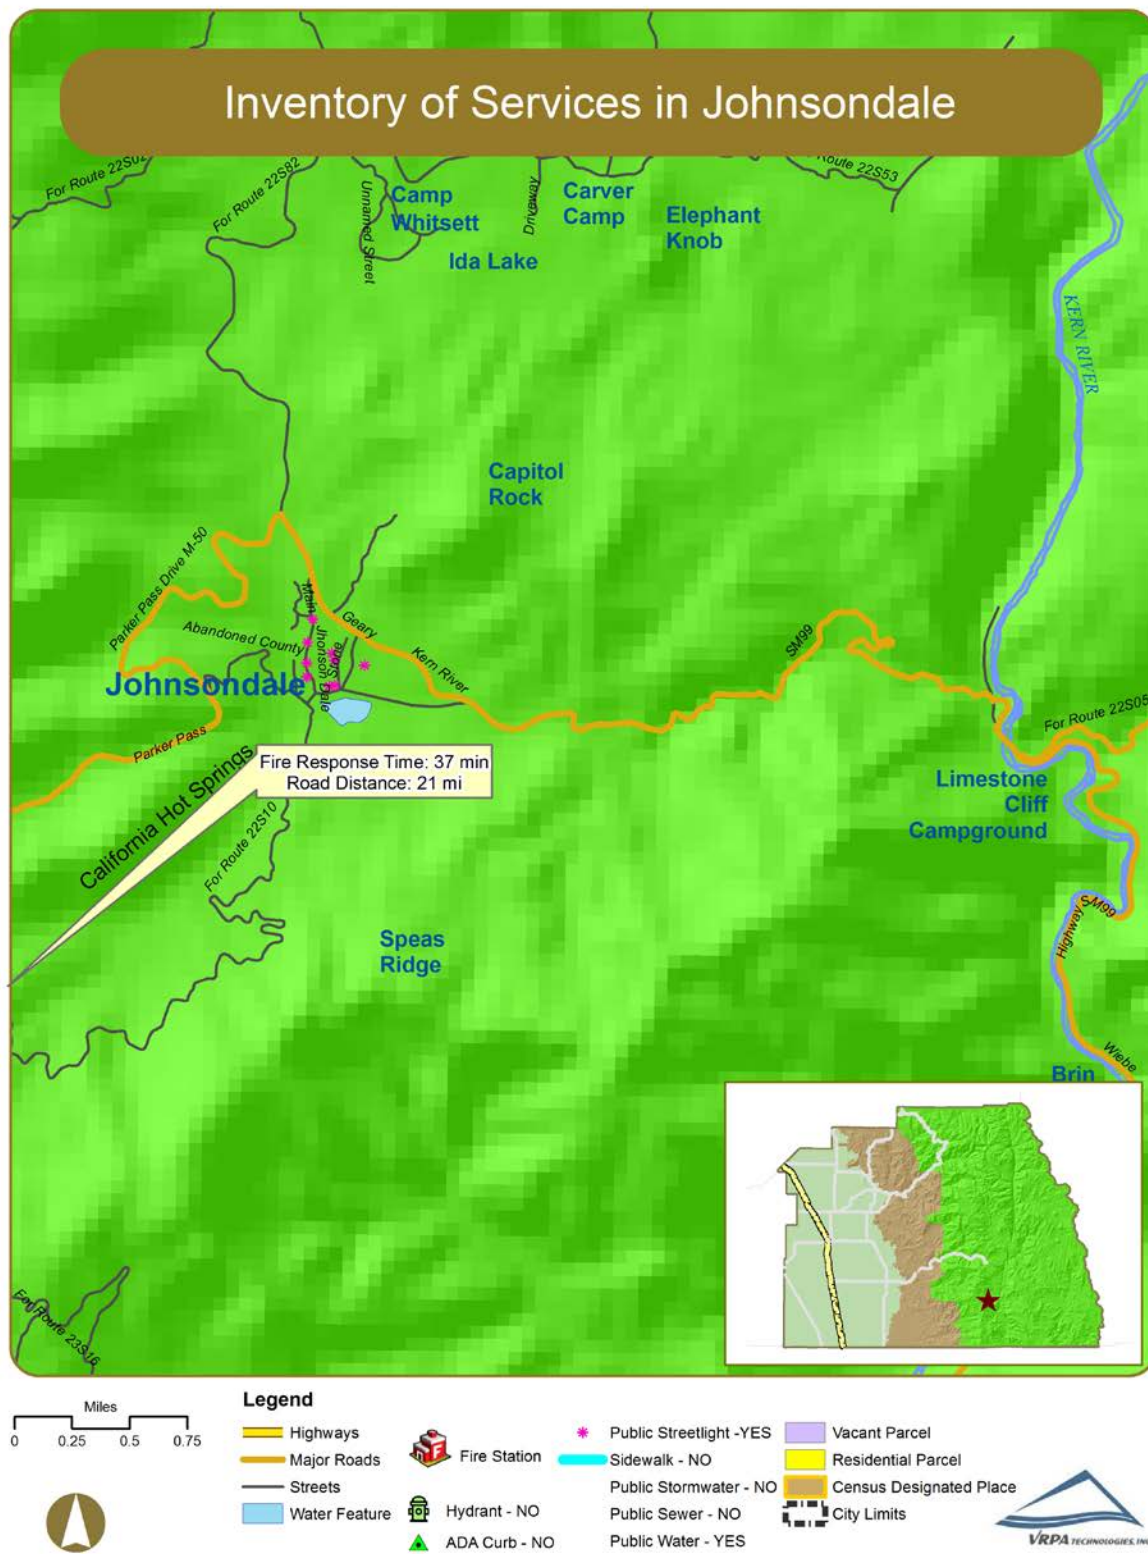 Inventory of Services in Johnsondale
For Route 22S02
For Route 22S82
Unnamed Street
Camp
Whitsett
Ida Lake
Driveway
Carver
Camp
Elephant
Knob
Route 22S53
KERN RIVER
Capitol
Rock
Parker Pass Drive M-50
Main
Geary
Abandoned County
Jhonson Dale
Kern River
SM99
Johnsondale
Parker Pass
For Route 22S05
Fire Response Time: 37 min
Road Distance: 21 mi
California Hot Springs
For Route 22S10
Limestone
Cliff
Campground
Highway SM99
Speas
Ridge
Wiebe
Brin
For Route 23S16
Miles
0 0.25 0.5 0.75
Legend
Highways
Major Roads
Streets
Water Feature
F
Fire Station
Hydrant - NO
ADA Curb - NO
Public Streetlight -YES
Sidewalk - NO
Public Stormwater - NO
Public Sewer - NO
Public Water - YES
Vacant Parcel
Residential Parcel
Census Designated Place
City Limits
VRPA TECHNOLOGIES, INC